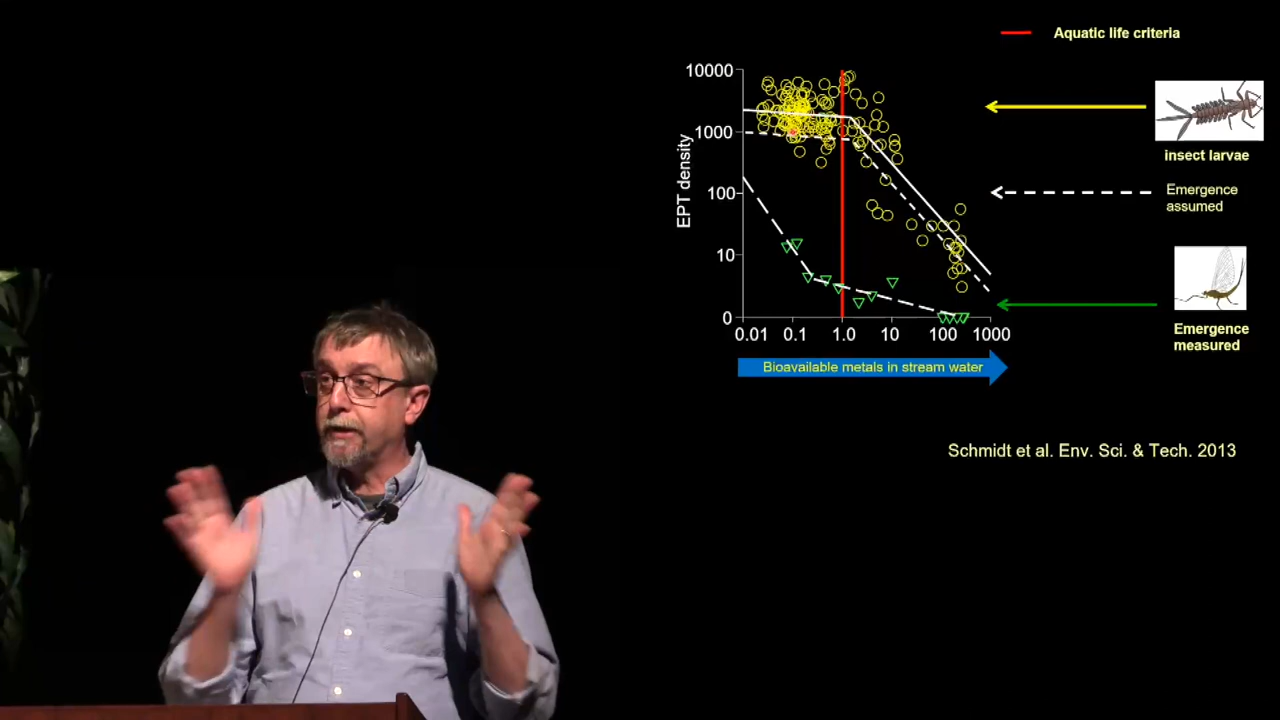 Aquatic life criteria
10000
1000
100
10
0
EPT density
0.01 0.1 1.0 10 100 1000
Bioavailable metals in stream water
insect larvae
Emergence
assumed
Emergence
measured
Schmidt et al. Env. Sci. & Tech. 2013